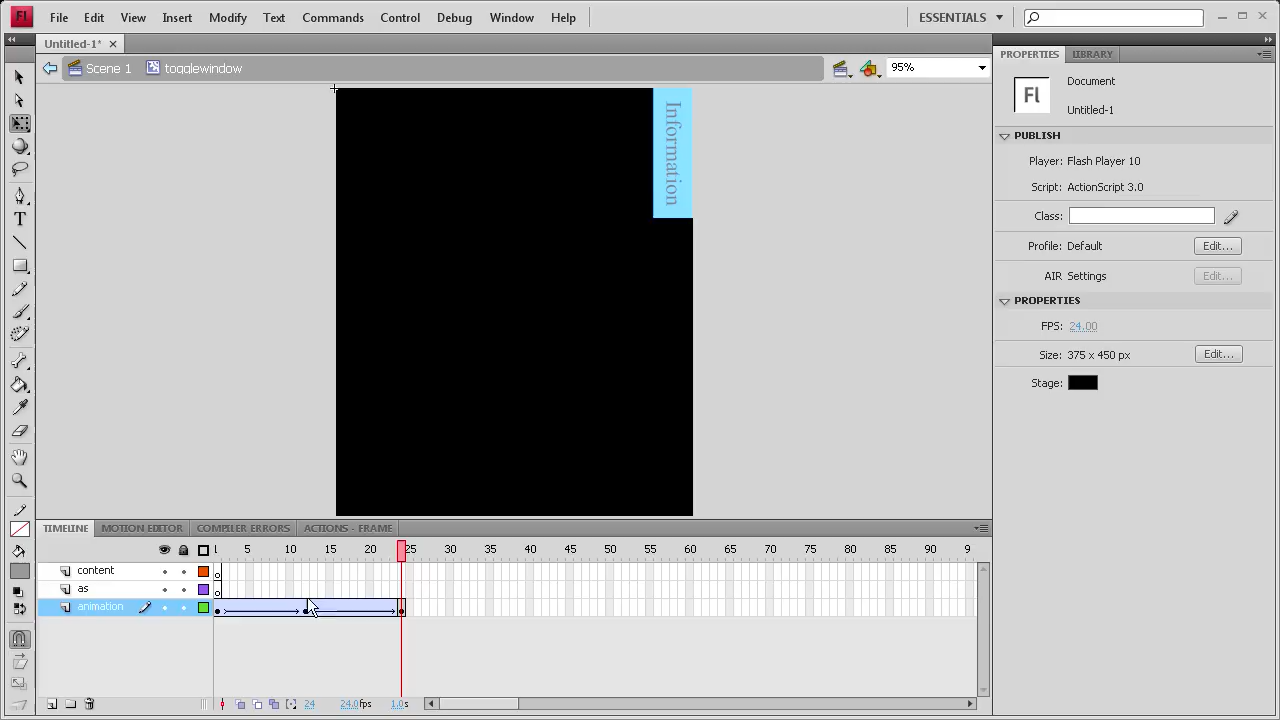 Fl File Edit View Insert Modify Text Commands Control Debug Window Help ESSENTIALS
Untitled-1*
Scene 1 togglewindow 95%
PROPERTIES LIBRARY
Fl
Document
Untitled-1
PUBLISH
Player: Flash Player 10
Script: ActionScript 3.0
Class:
Profile: Default Edit...
AIR Settings Edit...
PROPERTIES
FPS: 24.00
Size: 375 x 450 px Edit...
Stage:
Information
T
TIMELINE MOTION EDITOR COMPILER ERRORS ACTIONS - FRAME
5 10 15 20 25 30 35 40 45 50 55 60 65 70 75 80 85 90 9
content
as
animation
24 24.0fps 1.0s